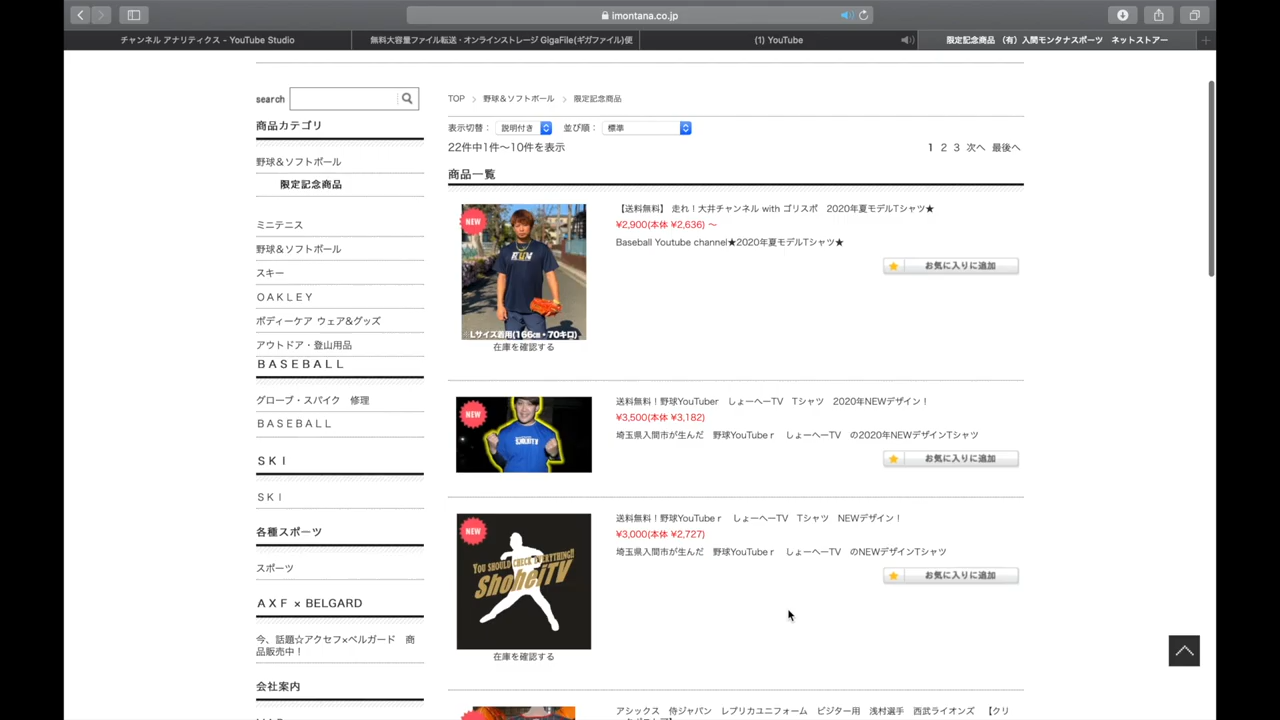 imontana.co.jp
チャンネル アナリティクス - YouTube Studio
無料大容量ファイル転送・オンラインストレージ GigaFile(ギガファイル)便
(1) YouTube
限定記念商品 （有）入間モンタナスポーツ　ネットストアー
search
商品カテゴリ
野球＆ソフトボール
限定記念商品
ミニテニス
野球＆ソフトボール
スキー
ＯＡＫＬＥＹ
ボディーケア ウェア&グッズ
アウトドア・登山用品
ＢＡＳＥＢＡＬＬ
グローブ・スパイク　修理
ＢＡＳＥＢＡＬＬ
ＳＫＩ
ＳＫＩ
各種スポーツ
スポーツ
ＡＸＦ × BELGARD
今、話題☆アクセフ×ベルガード　商
品販売中！
会社案内
TOP > 野球＆ソフトボール > 限定記念商品
表示切替： 説明付き 並び順： 標準
22件中1件〜10件を表示
1 2 3 次へ 最後へ
商品一覧
NEW
RUN
Lサイズ着用(166㎝・70キロ)
在庫を確認する
【送料無料】 走れ！大井チャンネル with ゴリスポ　2020年夏モデルTシャツ★
¥2,900(本体 ¥2,636) 〜
Baseball Youtube channel★2020年夏モデルTシャツ★
お気に入りに追加
NEW
SHOHEITV
送料無料！野球YouTuber　しょーへーTV　Tシャツ　2020年NEWデザイン！
¥3,500(本体 ¥3,182)
埼玉県入間市が生んだ　野球YouTubeｒ　しょーへーTV　の2020年NEWデザインTシャツ
お気に入りに追加
NEW
YOU SHOULD CHECK EVERYTHING!!
ShoheiTV
在庫を確認する
送料無料！野球YouTubeｒ　しょーへーTV　Tシャツ　NEWデザイン！
¥3,000(本体 ¥2,727)
埼玉県入間市が生んだ　野球YouTubeｒ　しょーへーTV　のNEWデザインTシャツ
お気に入りに追加
NEW
アシックス　侍ジャパン　レプリカユニフォーム　ビジター用　浅村選手　西武ライオンズ　【クリ